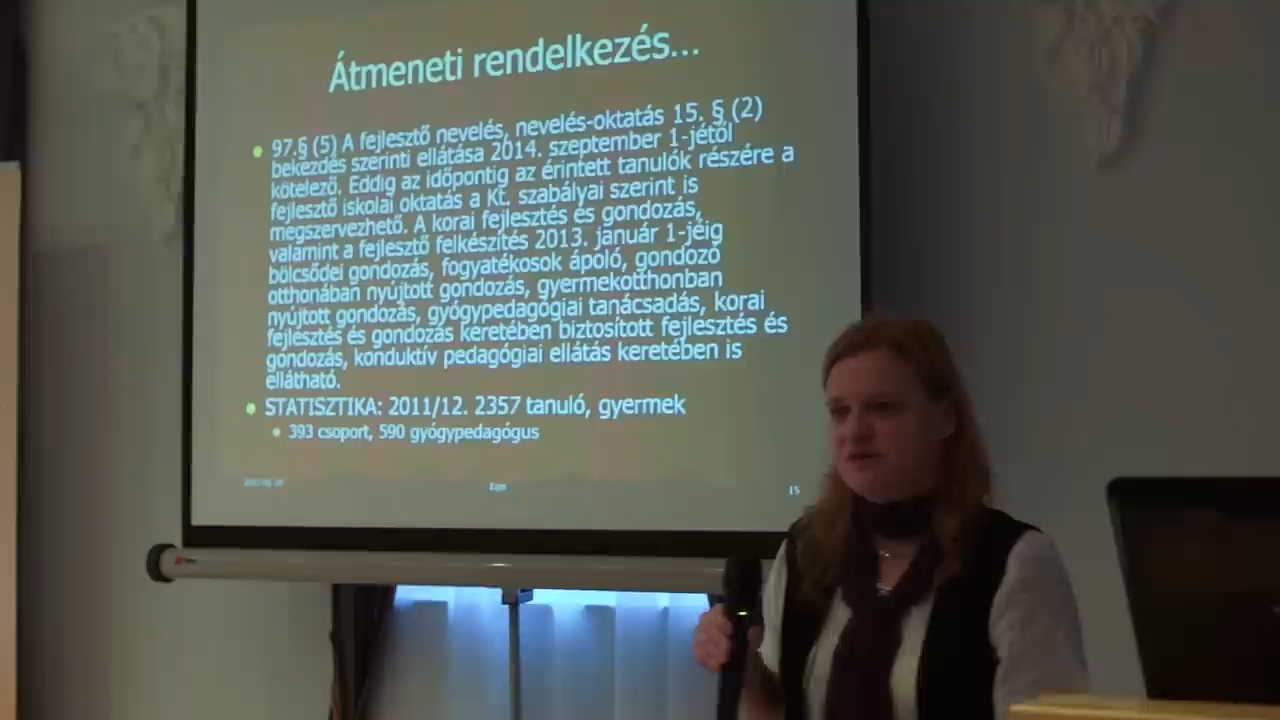 Átmeneti rendelkezés...
97.§ (5) A fejlesztő nevelés, nevelés-oktatás 15. § (2)
bekezdés szerinti ellátása 2014. szeptember 1-jétől
kötelező. Eddig az időpontig az érintett tanulók részére a
fejlesztő iskolai oktatás a Kt. szabályai szerint is
megszervezhető. A korai fejlesztés és gondozás,
valamint a fejlesztő felkészítés 2013. január 1-jéig
bölcsődei gondozás, fogyatékosok ápoló, gondozó
otthonában nyújtott gondozás, gyermekotthonban
nyújtott gondozás, gyógypedagógiai tanácsadás, korai
fejlesztés és gondozás keretében biztosított fejlesztés és
gondozás, konduktív pedagógiai ellátás keretében is
ellátható.
STATISZTIKA: 2011/12. 2357 tanuló, gyermek
393 csoport, 590 gyógypedagógus
15